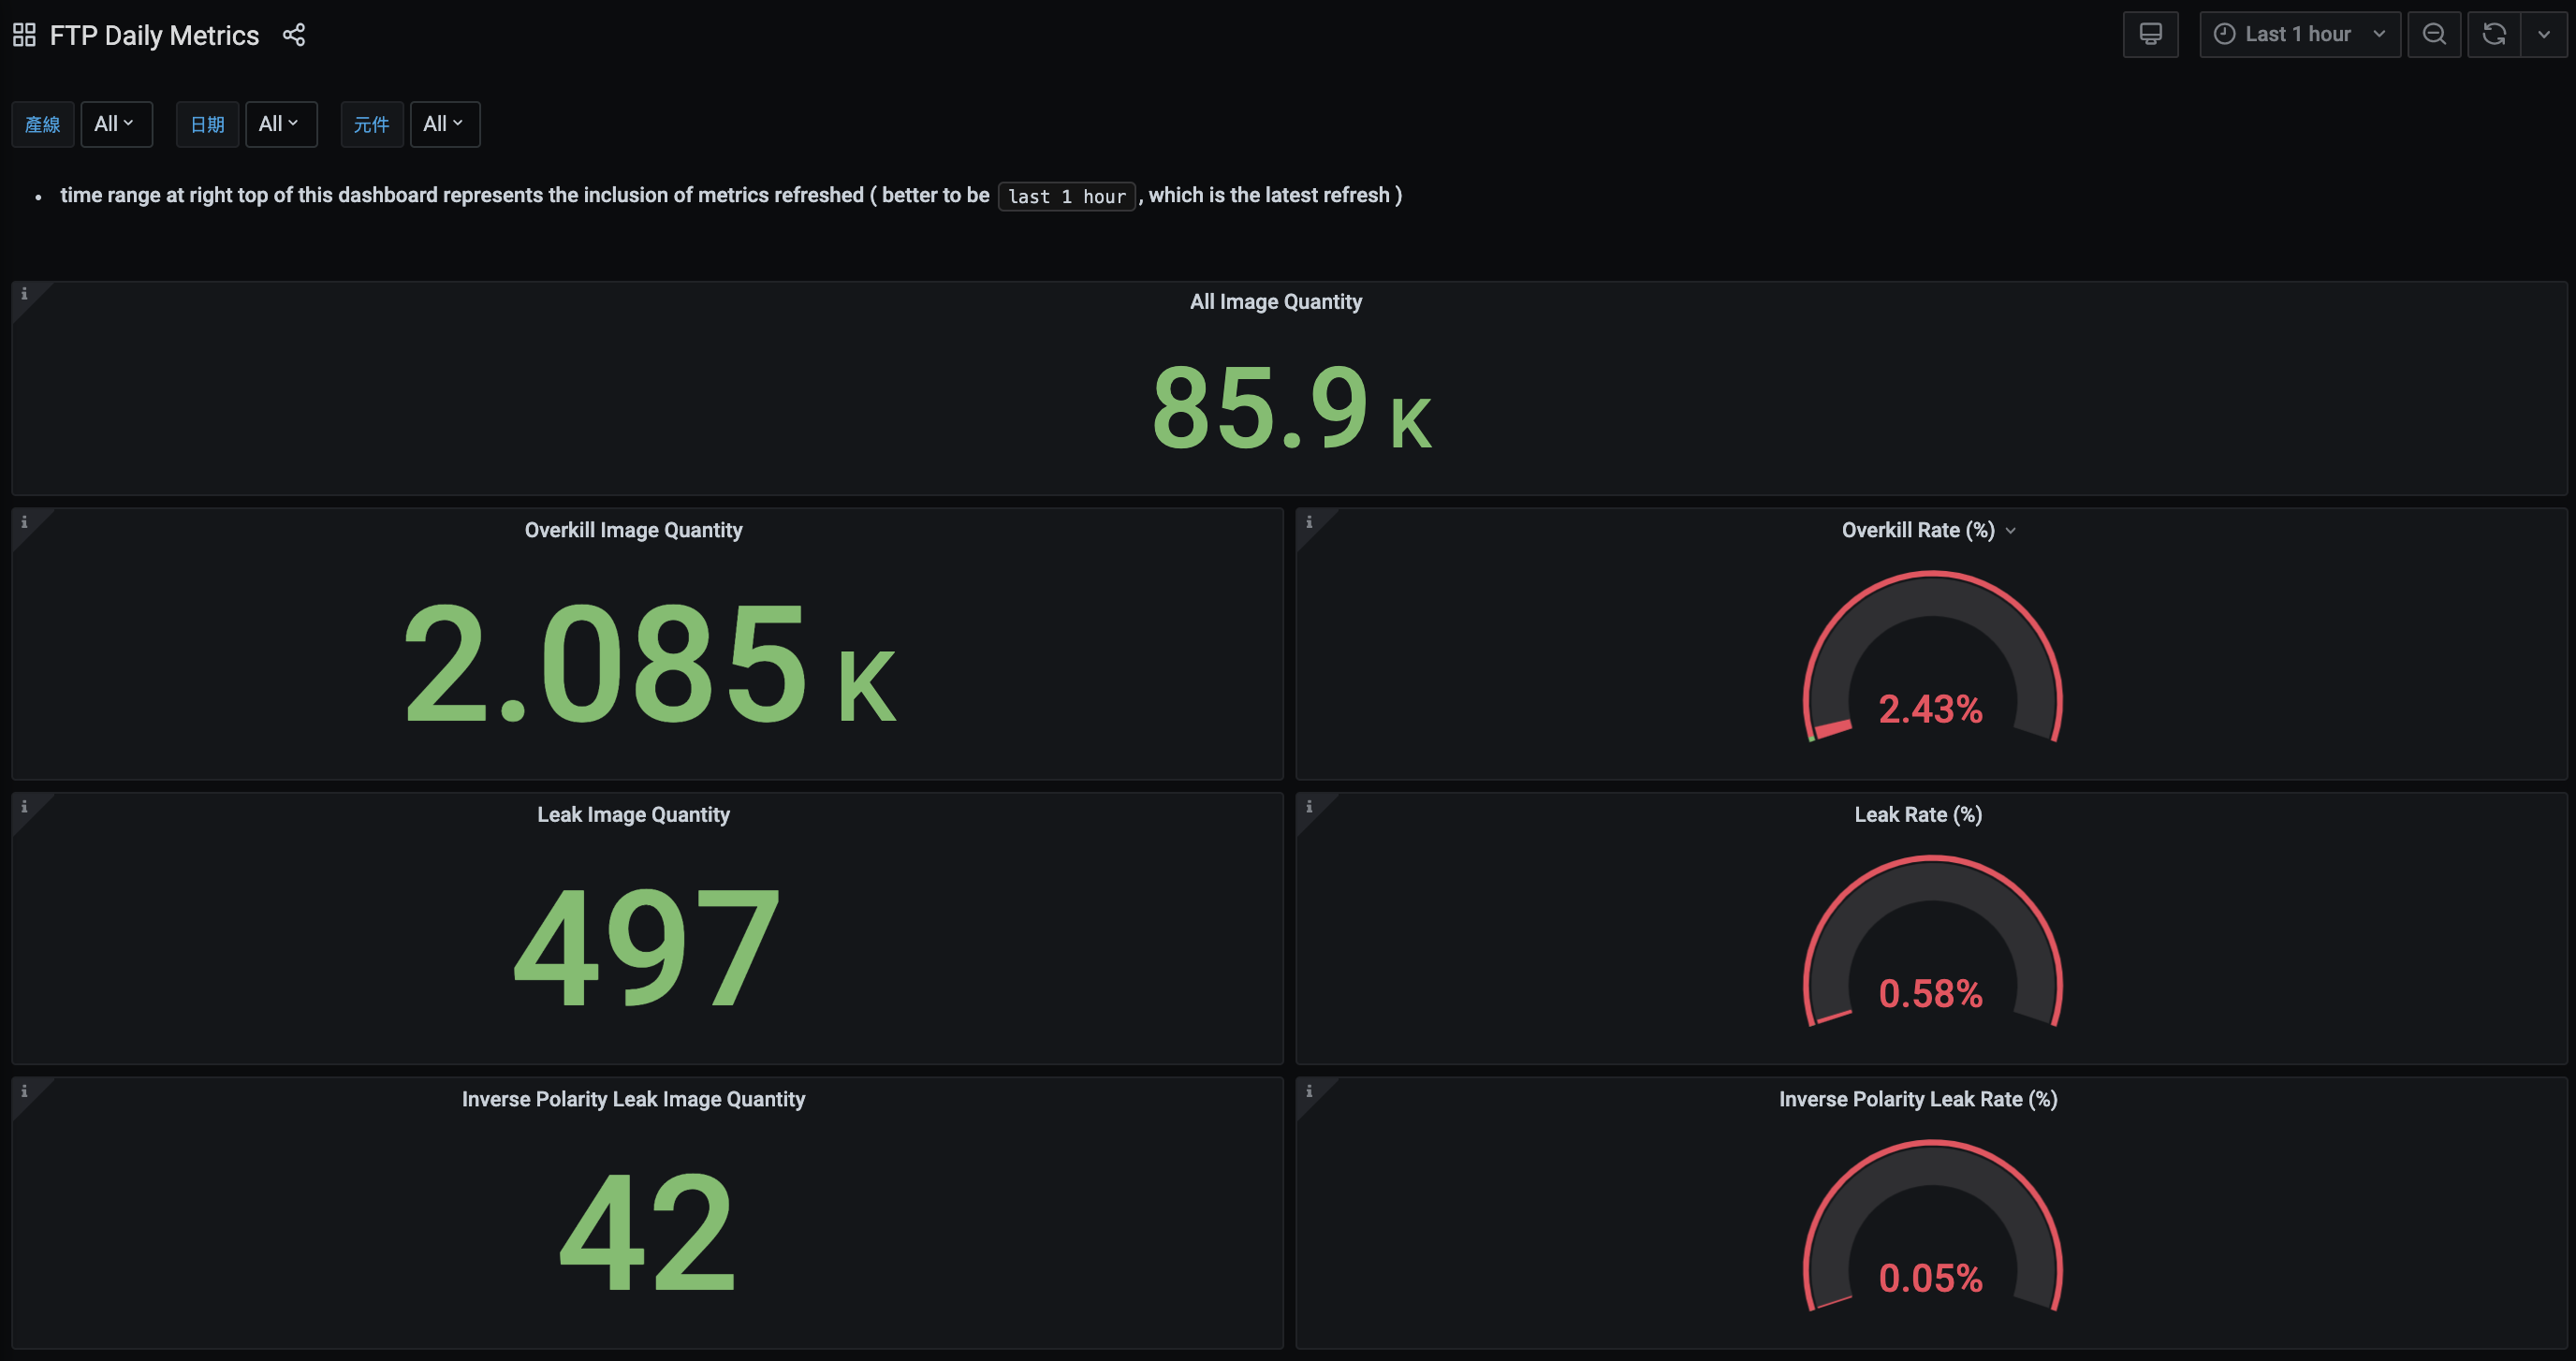 FTP Daily Metrics
Last 1 hour
產線 All 日期 All 元件 All
• time range at right top of this dashboard represents the inclusion of metrics refreshed ( better to be last 1 hour , which is the latest refresh )
All Image Quantity
85.9 K
Overkill Image Quantity
2.085 K
Overkill Rate (%)
2.43%
Leak Image Quantity
497
Leak Rate (%)
0.58%
Inverse Polarity Leak Image Quantity
42
Inverse Polarity Leak Rate (%)
0.05%